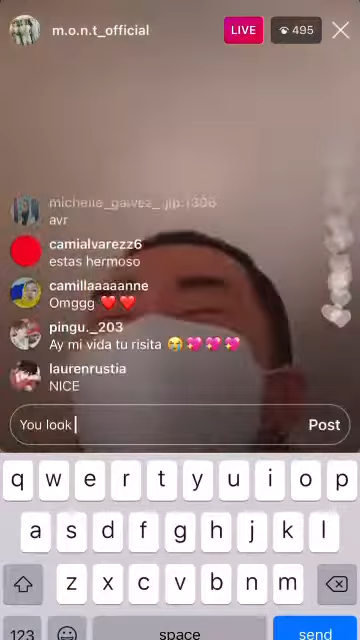 m.o.n.t_official
LIVE
495
avr
camialvarezz6
estas hermoso
camillaaaaanne
Omggg ❤️❤️
pingu._203
Ay mi vida tu risita 😭💖💖💖
laurenrustia
NICE
You look
Post
q w e r t y u i o p
a s d f g h j k l
z x c v b n m
123
space
send